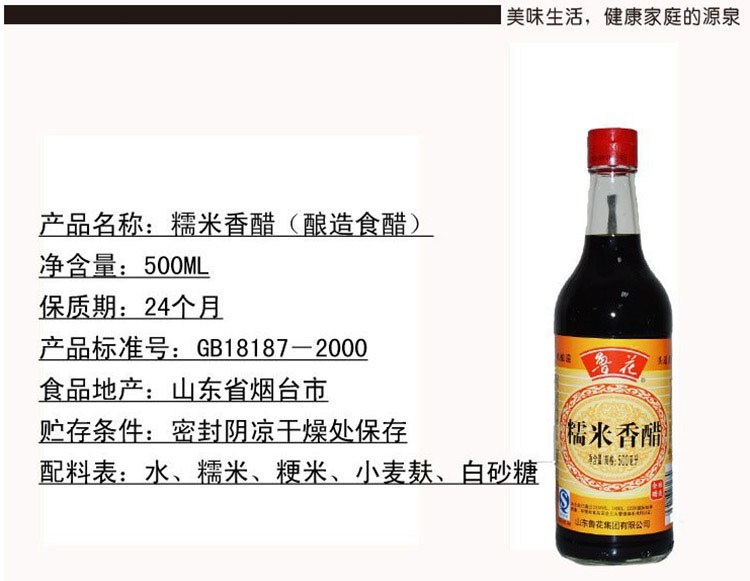 美味生活，健康家庭的源泉
产品名称：糯米香醋（酿造食醋）
净含量：500ML
保质期：24个月
产品标准号：GB18187－2000
食品地产：山东省烟台市
贮存条件：密封阴凉干燥处保存
配料表：水、糯米、粳米、小麦麸、白砂糖
鲁花
糯米香醋
净含量 规格：500毫升
山东鲁花集团有限公司